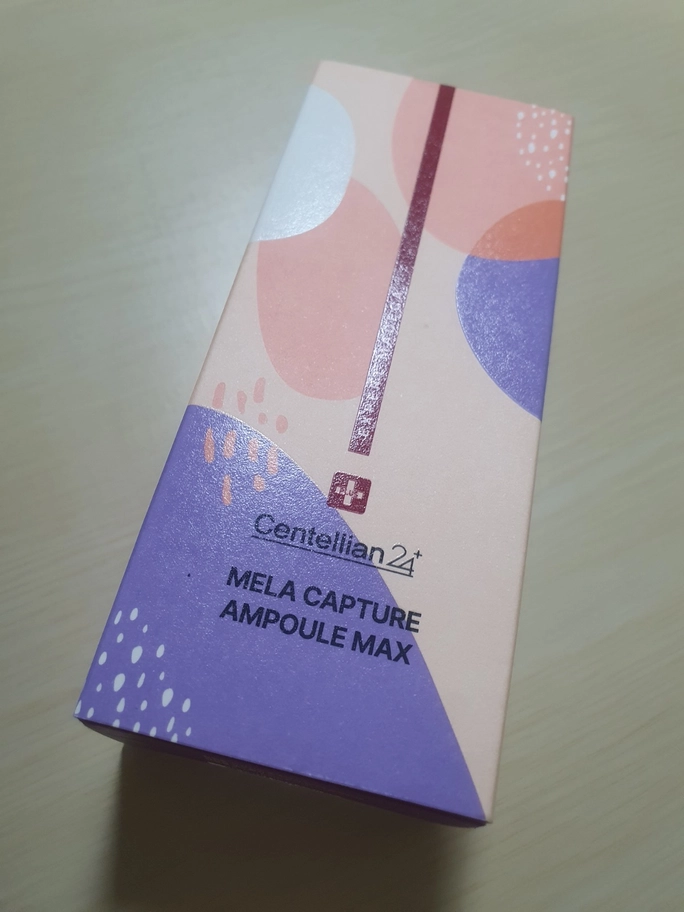 Centellian24+
MELA CAPTURE
AMPOULE MAX